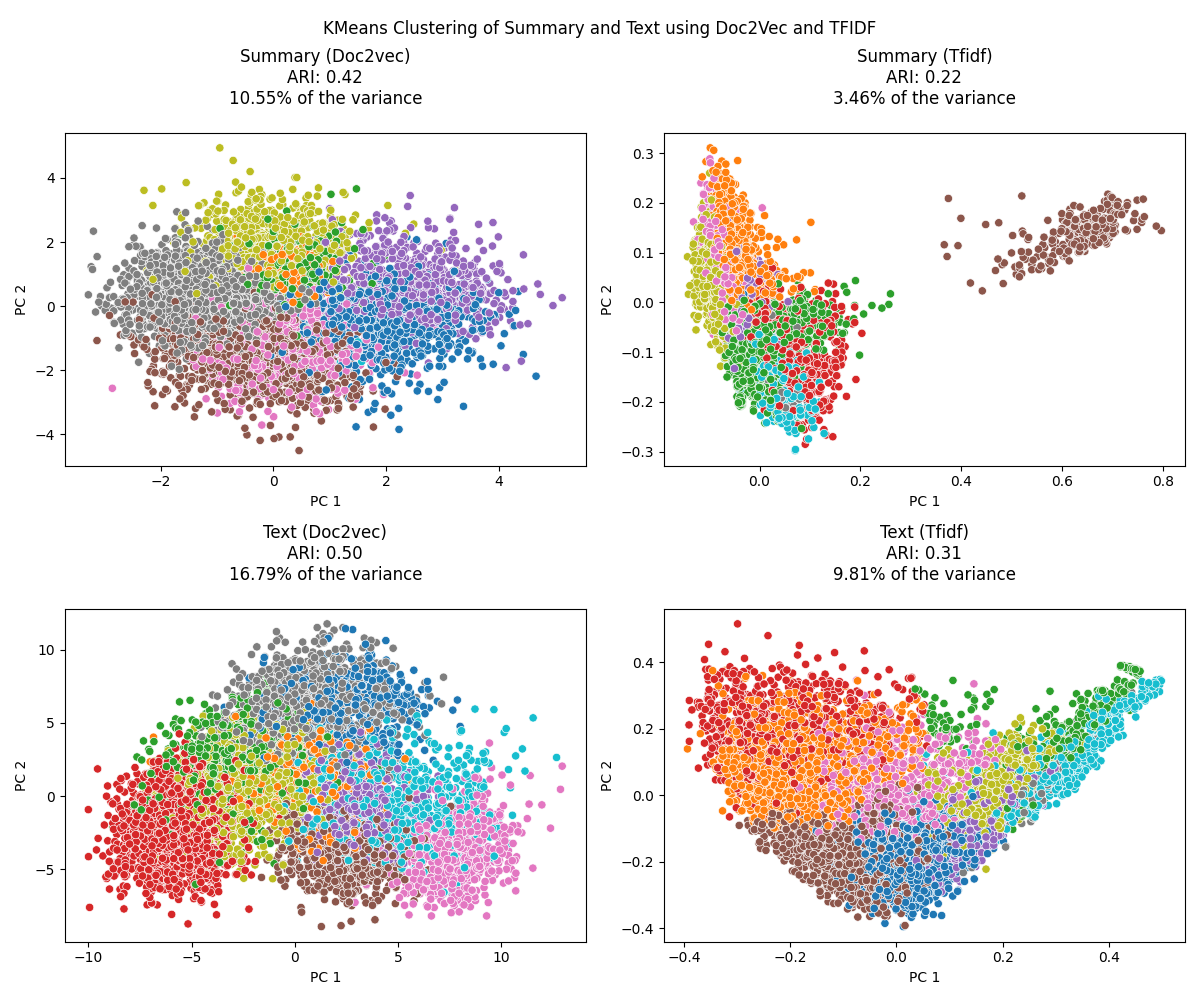 KMeans Clustering of Summary and Text using Doc2Vec and TFIDF
Summary (Doc2vec)
ARI: 0.42
10.55% of the variance
PC 2
4
2
0
−2
−4
−2 0 2 4
PC 1
Summary (Tfidf)
ARI: 0.22
3.46% of the variance
PC 2
0.3
0.2
0.1
0.0
−0.1
−0.2
−0.3
0.0 0.2 0.4 0.6 0.8
PC 1
Text (Doc2vec)
ARI: 0.50
16.79% of the variance
PC 2
10
5
0
−5
−10 −5 0 5 10
PC 1
Text (Tfidf)
ARI: 0.31
9.81% of the variance
PC 2
0.4
0.2
0.0
−0.2
−0.4
−0.4 −0.2 0.0 0.2 0.4
PC 1